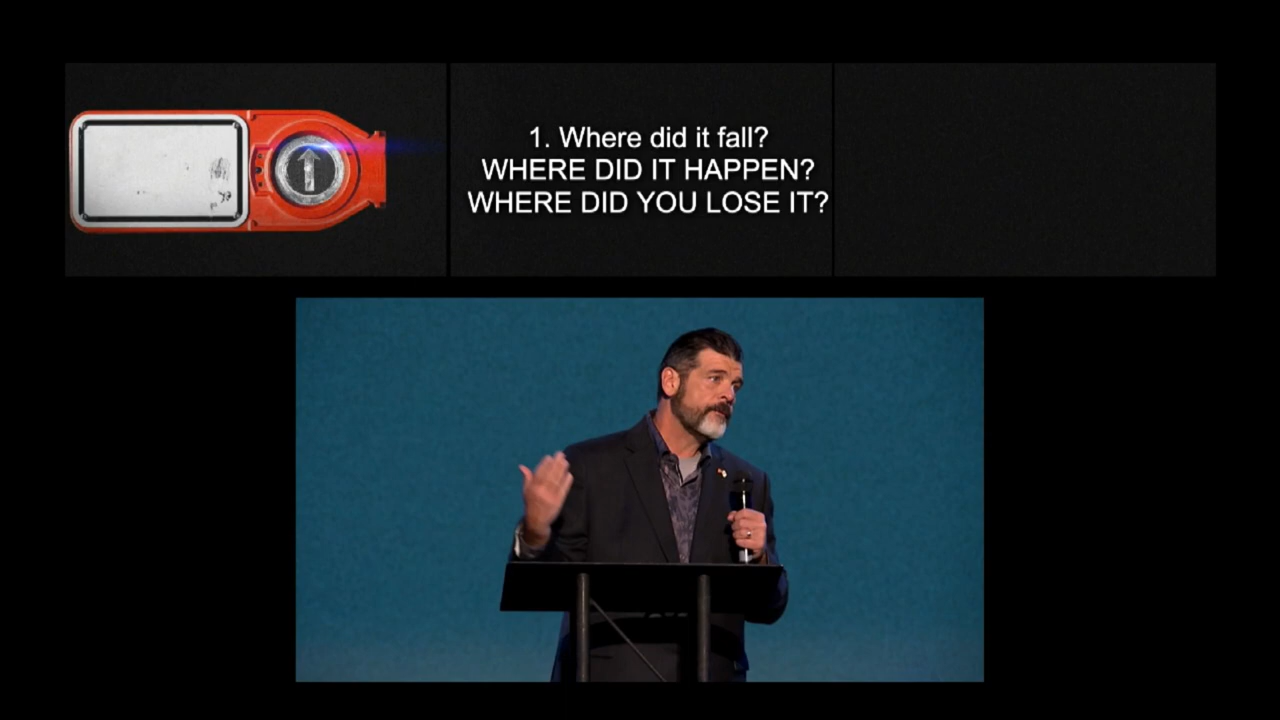 1. Where did it fall?
WHERE DID IT HAPPEN?
WHERE DID YOU LOSE IT?